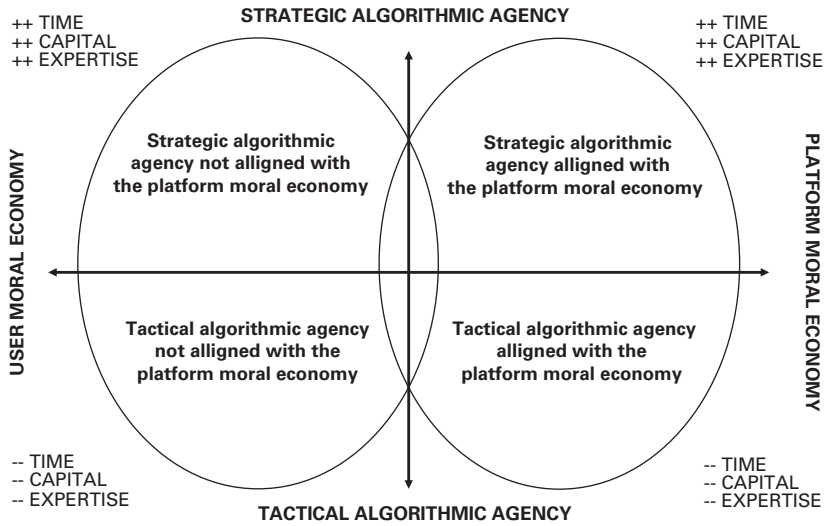 STRATEGIC ALGORITHMIC AGENCY
++ TIME
++ CAPITAL
++ EXPERTISE
++ TIME
++ CAPITAL
++ EXPERTISE
Strategic algorithmic
agency not alligned with
the platform moral economy
Strategic algorithmic
agency alligned with
the platform moral economy
USER MORAL ECONOMY
PLATFORM MORAL ECONOMY
Tactical algorithmic agency
not alligned with the
platform moral economy
Tactical algorithmic agency
alligned with the
platform moral economy
-- TIME
-- CAPITAL
-- EXPERTISE
-- TIME
-- CAPITAL
-- EXPERTISE
TACTICAL ALGORITHMIC AGENCY